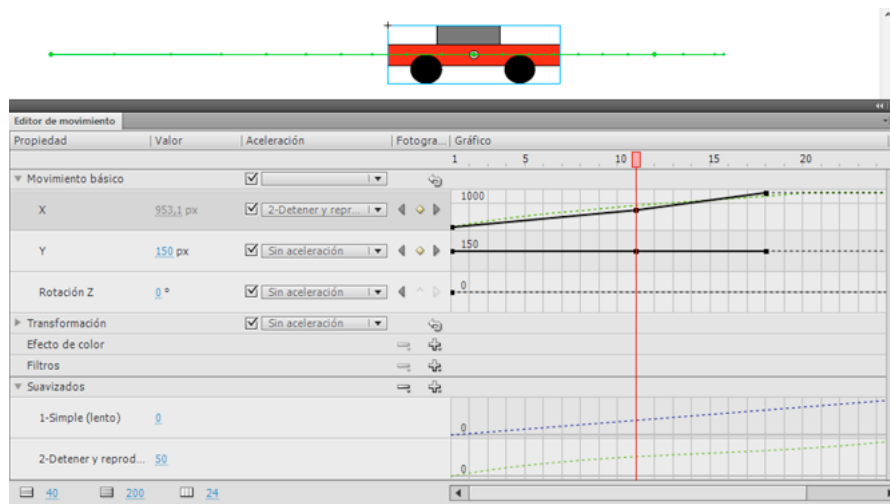 Editor de movimiento
Propiedad Valor Aceleración Fotogra... Gráfico
1 5 10 15 20
Movimiento básico
X 953,1 px 2-Detener y repr... 1000
Y 150 px Sin aceleración 150
Rotación Z 0 ° Sin aceleración 0
Transformación Sin aceleración
Efecto de color
Filtros
Suavizados
1-Simple (lento) 0 0
2-Detener y reprod... 50 0
40 200 24